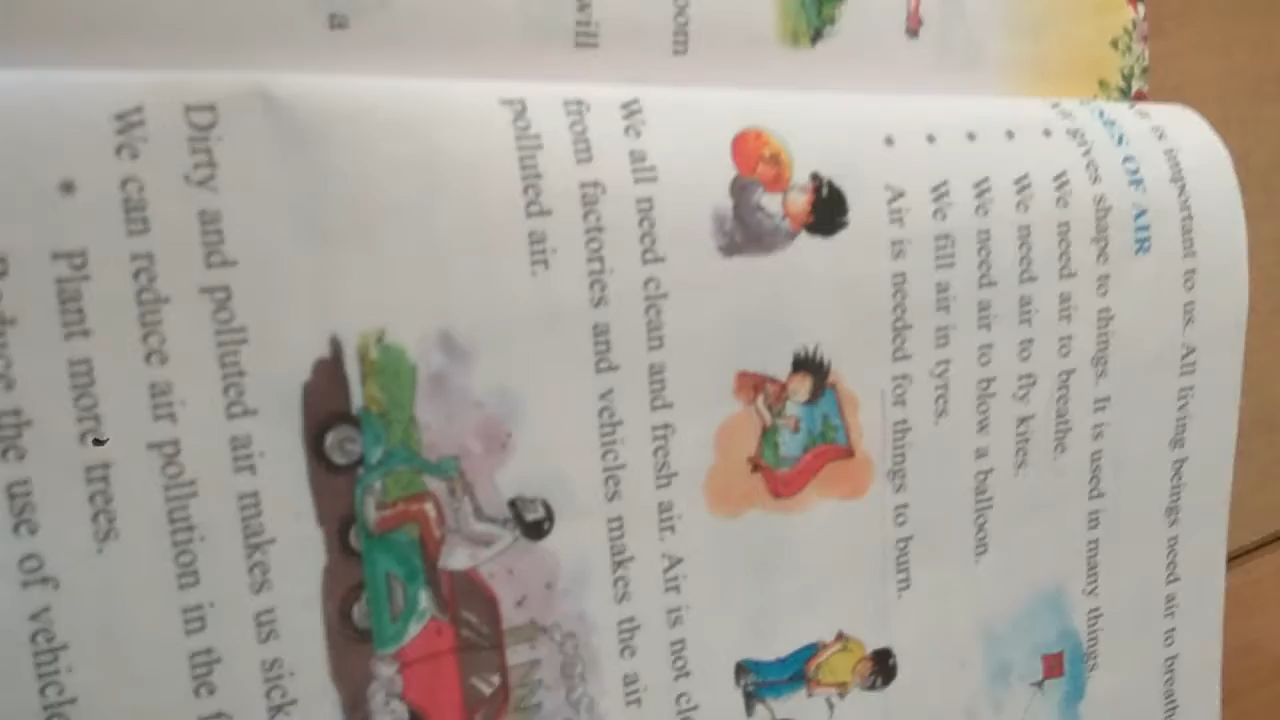 oom
will
a
is important to us. All living beings need air to breath
USES OF AIR
gives shape to things. It is used in many things.
• We need air to breathe.
• We need air to fly kites.
• We need air to blow a balloon.
• We fill air in tyres.
• Air is needed for things to burn.
We all need clean and fresh air. Air is not cle
from factories and vehicles makes the air
polluted air.
Dirty and polluted air makes us sick
We can reduce air pollution in the f
• Plant more trees.
the use of vehicle